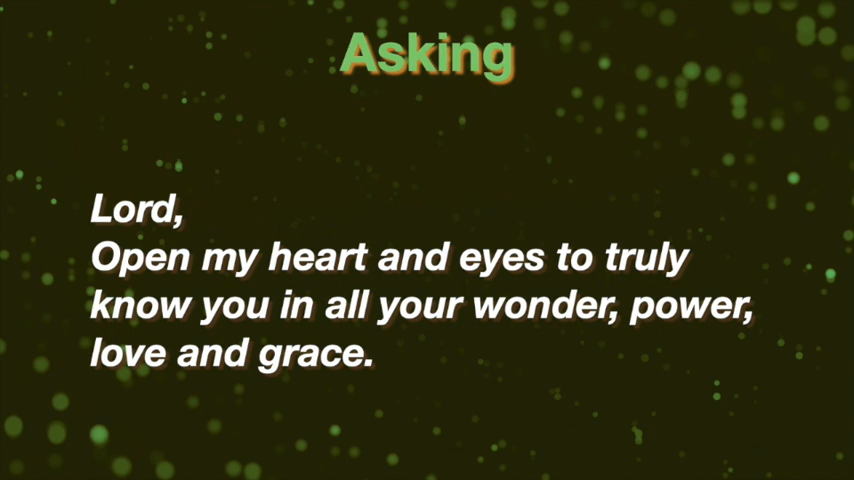 Asking
Lord,
Open my heart and eyes to truly
know you in all your wonder, power,
love and grace.